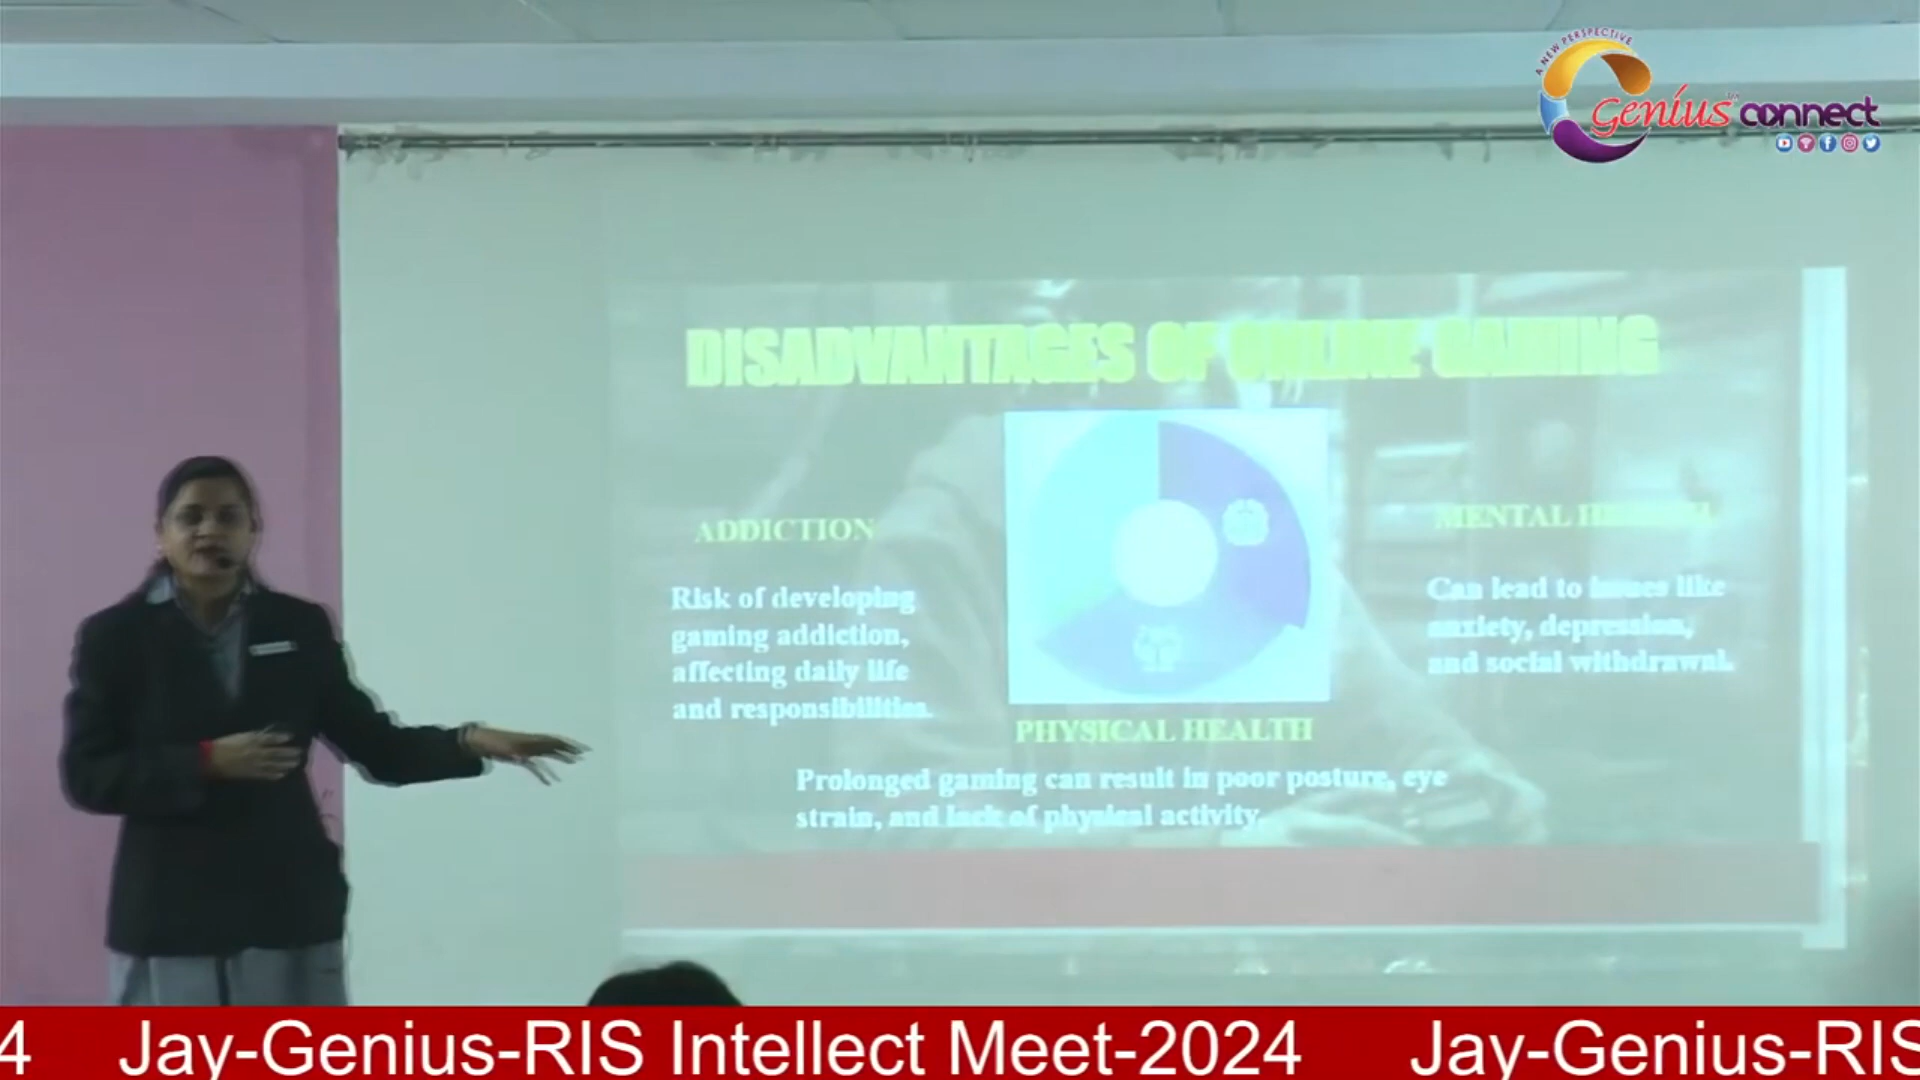 A NEW PERSPECTIVE
Genius connect
DISADVANTAGES OF ONLINE GAMING
ADDICTION
Risk of developing
gaming addiction,
affecting daily life
and responsibilities.
MENTAL HEALTH
Can lead to issues like
anxiety, depression,
and social withdrawal.
PHYSICAL HEALTH
Prolonged gaming can result in poor posture, eye
strain, and lack of physical activity.
4 Jay-Genius-RIS Intellect Meet-2024 Jay-Genius-RIS